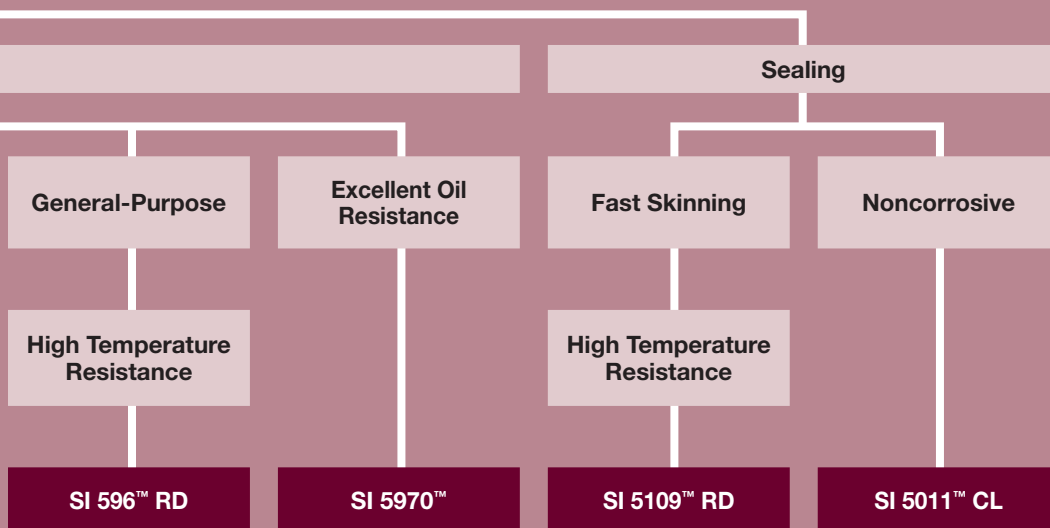 Sealing
General-Purpose
Excellent Oil
Resistance
Fast Skinning
Noncorrosive
High Temperature
Resistance
High Temperature
Resistance
SI 596™ RD
SI 5970™
SI 5109™ RD
SI 5011™ CL